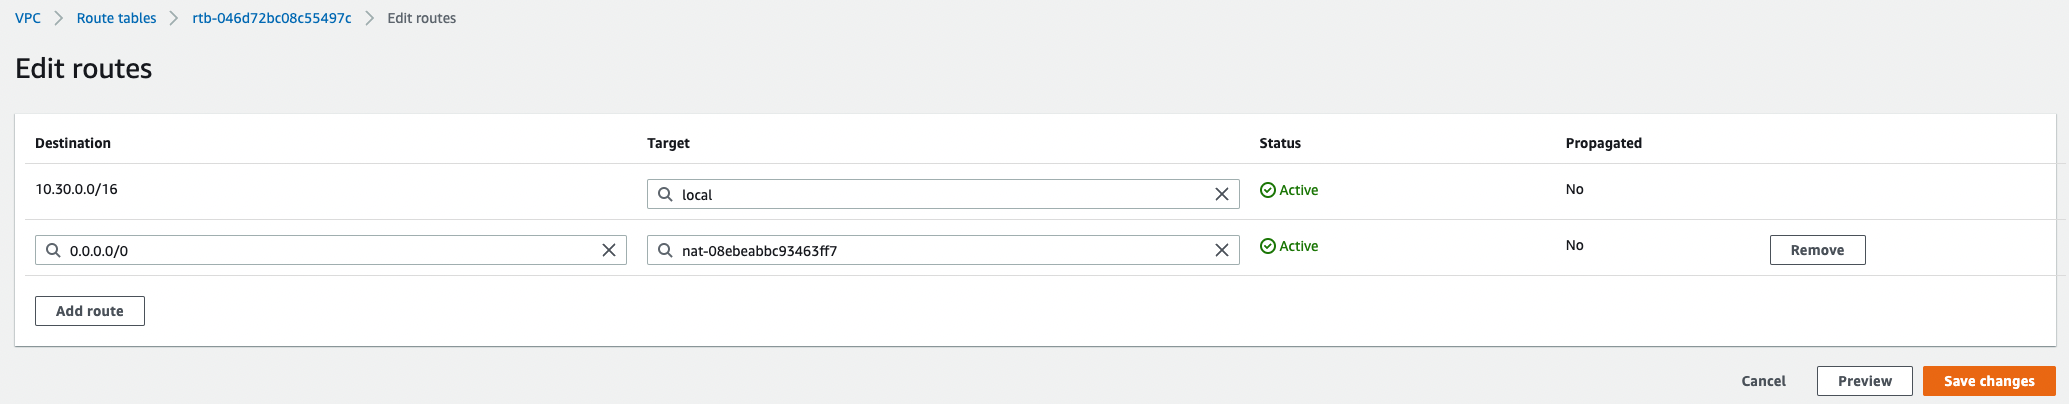 VPC Route tables rtb-046d72bc08c55497c Edit routes
Edit routes
Destination Target Status Propagated
10.30.0.0/16 local Active No
0.0.0.0/0 nat-08ebeabbc93463ff7 Active No Remove
Add route
Cancel Preview Save changes